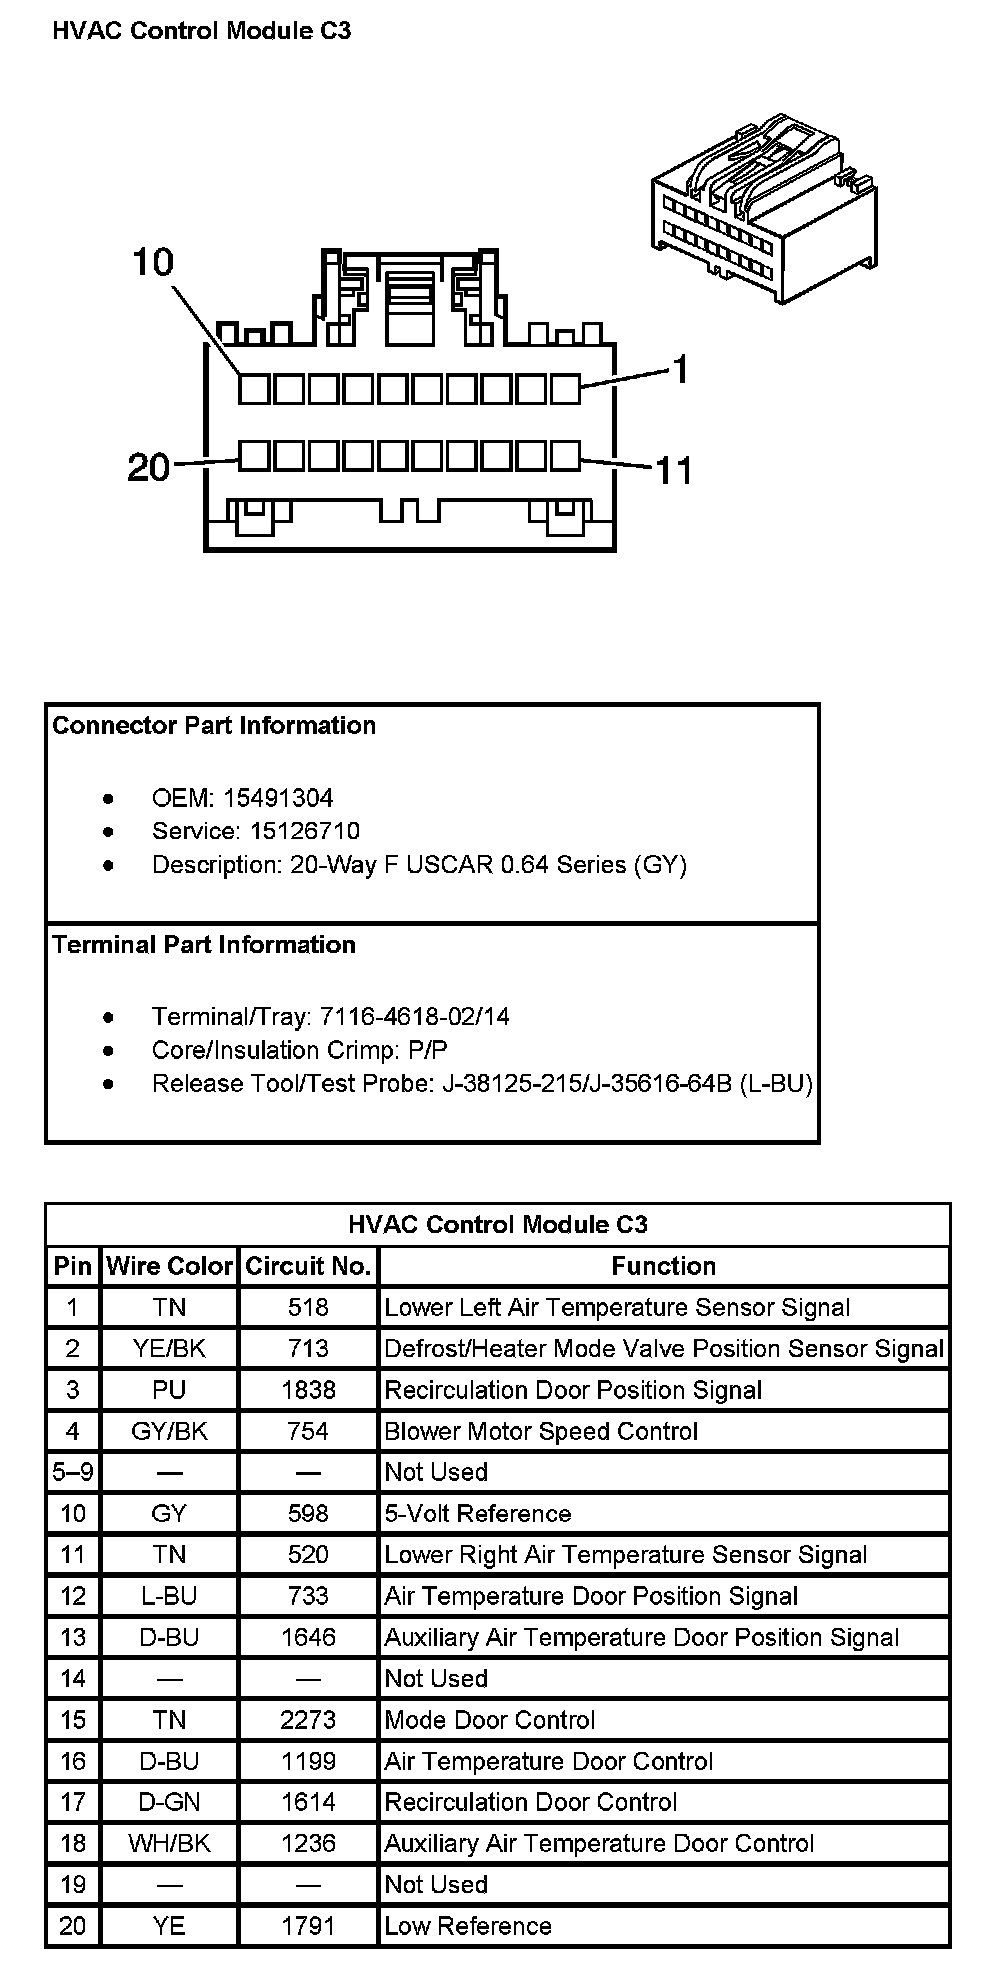 HVAC Control Module C3
10
1
20
11
Connector Part Information
● OEM: 15491304
● Service: 15126710
● Description: 20-Way F USCAR 0.64 Series (GY)
Terminal Part Information
● Terminal/Tray: 7116-4618-02/14
● Core/Insulation Crimp: P/P
● Release Tool/Test Probe: J-38125-215/J-35616-64B (L-BU)
HVAC Control Module C3
Pin Wire Color Circuit No. Function
1 TN 518 Lower Left Air Temperature Sensor Signal
2 YE/BK 713 Defrost/Heater Mode Valve Position Sensor Signal
3 PU 1838 Recirculation Door Position Signal
4 GY/BK 754 Blower Motor Speed Control
5–9 — — Not Used
10 GY 598 5-Volt Reference
11 TN 520 Lower Right Air Temperature Sensor Signal
12 L-BU 733 Air Temperature Door Position Signal
13 D-BU 1646 Auxiliary Air Temperature Door Position Signal
14 — — Not Used
15 TN 2273 Mode Door Control
16 D-BU 1199 Air Temperature Door Control
17 D-GN 1614 Recirculation Door Control
18 WH/BK 1236 Auxiliary Air Temperature Door Control
19 — — Not Used
20 YE 1791 Low Reference